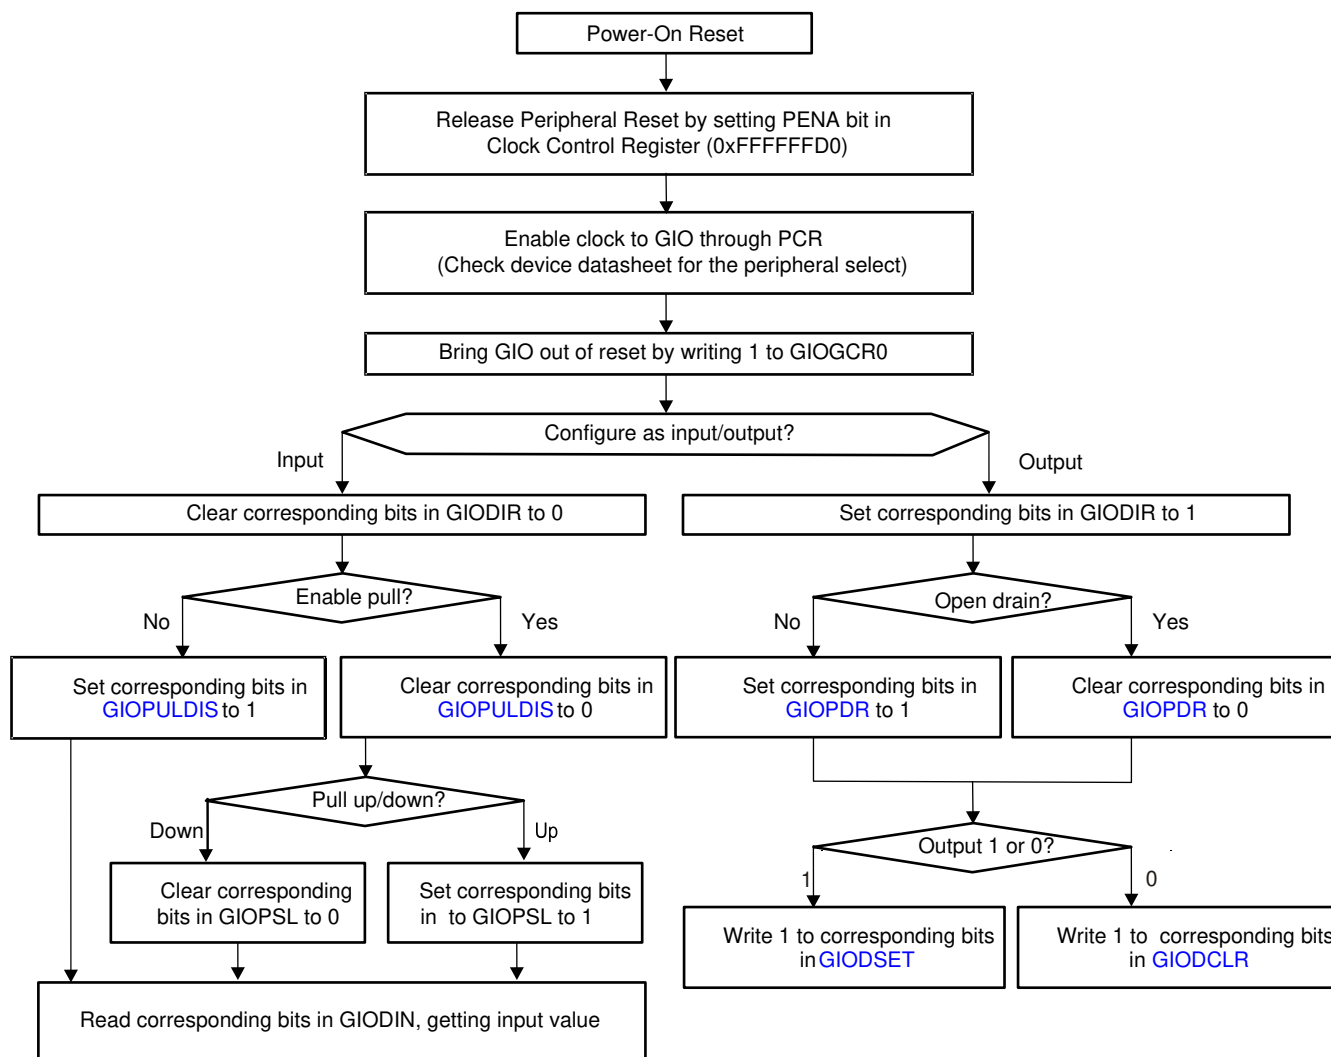 Power-On Reset
Release Peripheral Reset by setting PENA bit in
Clock Control Register (0xFFFFFFD0)
Enable clock to GIO through PCR
(Check device datasheet for the peripheral select)
Bring GIO out of reset by writing 1 to GIOGCR0
Configure as input/output?
Input
Output
Clear corresponding bits in GIODIR to 0
Set corresponding bits in GIODIR to 1
Enable pull?
Open drain?
No
Yes
No
Yes
Set corresponding bits in
GIOPULDIS to 1
Clear corresponding bits in
GIOPULDIS to 0
Set corresponding bits in
GIOPDR to 1
Clear corresponding bits in
GIOPDR to 0
Pull up/down?
Down
Up
Output 1 or 0?
1
0
Clear corresponding
bits in GIOPSL to 0
Set corresponding bits
in to GIOPSL to 1
Write 1 to corresponding bits
in GIODSET
Write 1 to corresponding bits
in GIODCLR
Read corresponding bits in GIODIN, getting input value